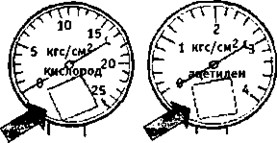 10
5 15
кгс/см²
20
0 кислород
25
2
1 кгс/см² 3
0 ацетилен
4